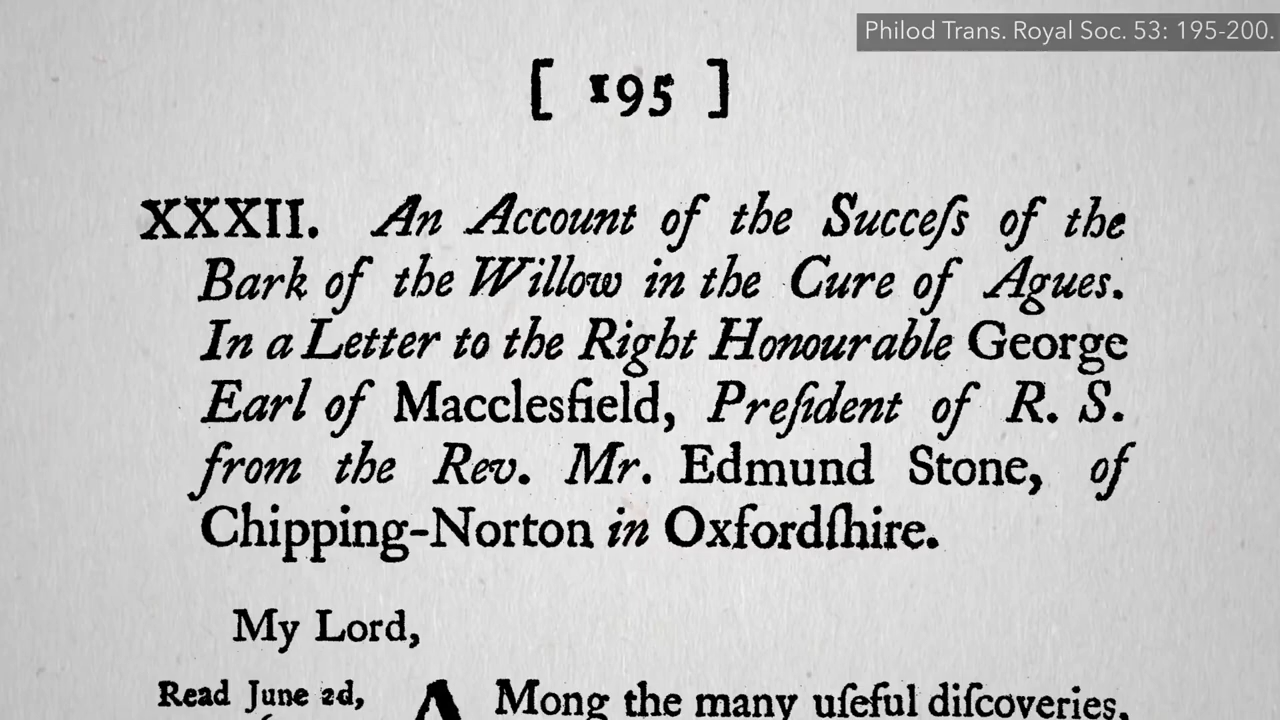 Philod Trans. Royal Soc. 53: 195-200.
[ 195 ]
XXXII. An Account of the Succeſs of the
Bark of the Willow in the Cure of Agues.
In a Letter to the Right Honourable George
Earl of Macclesfield, Preſident of R. S.
from the Rev. Mr. Edmund Stone, of
Chipping-Norton in Oxfordſhire.
My Lord,
Read June 2d,
AMong the many uſeful diſcoveries,